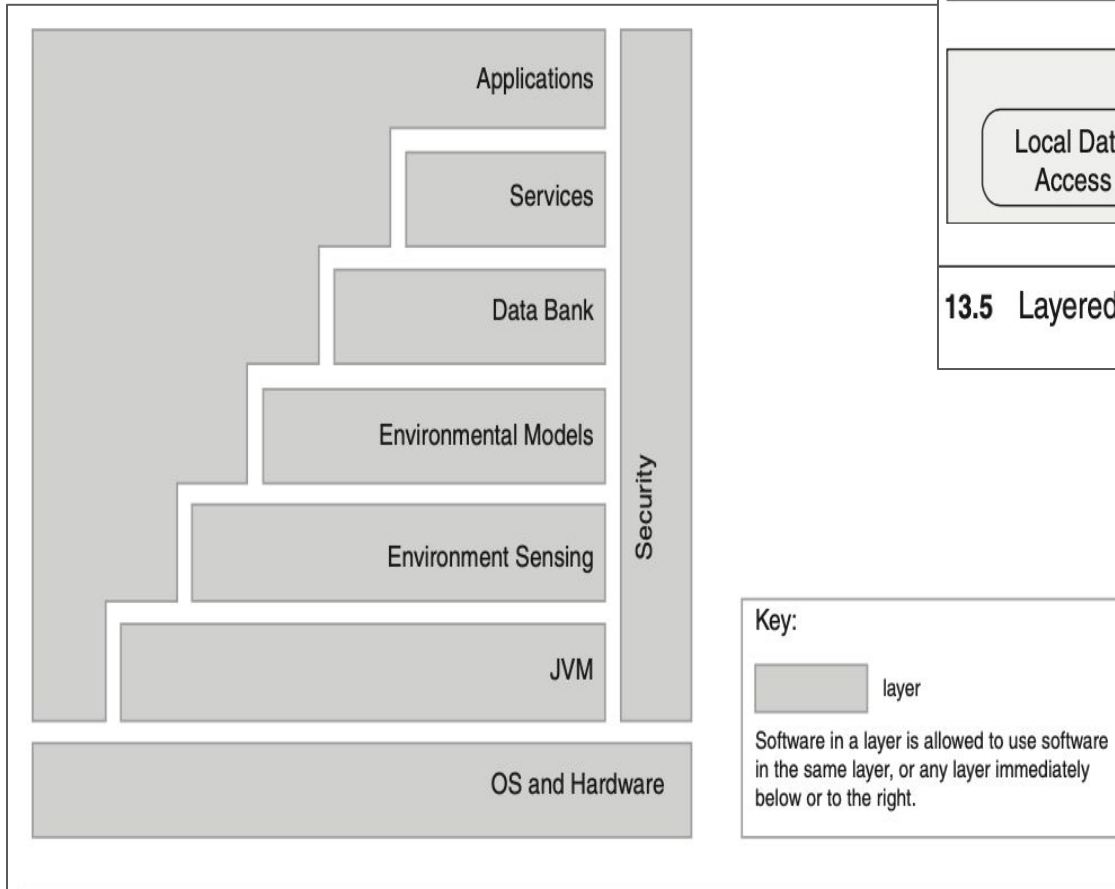 Applications
Services
Data Bank
Environmental Models
Environment Sensing
JVM
Security
OS and Hardware
Key:
layer
Software in a layer is allowed to use software
in the same layer, or any layer immediately
below or to the right.
Local
Access
13.5 Layered